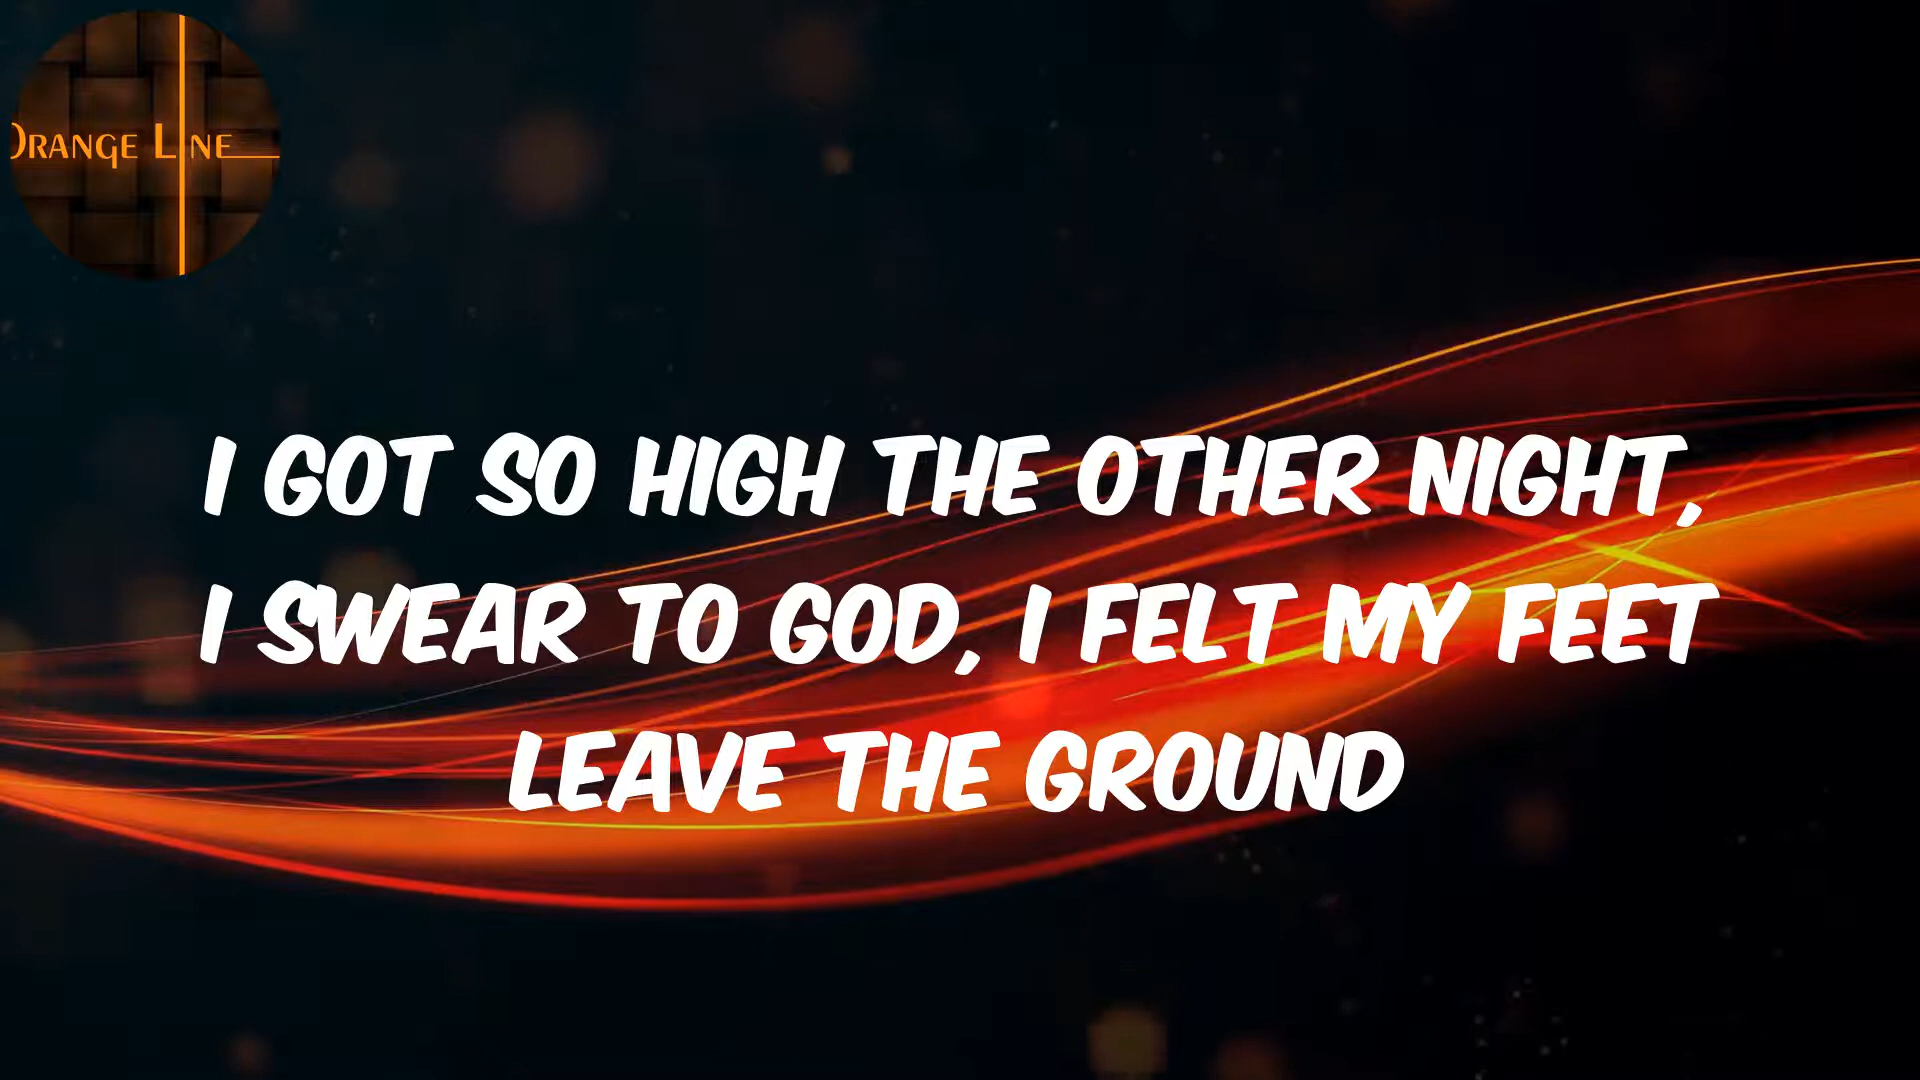 ORANGE LINE
I GOT SO HIGH THE OTHER NIGHT,
I SWEAR TO GOD, I FELT MY FEET
LEAVE THE GROUND